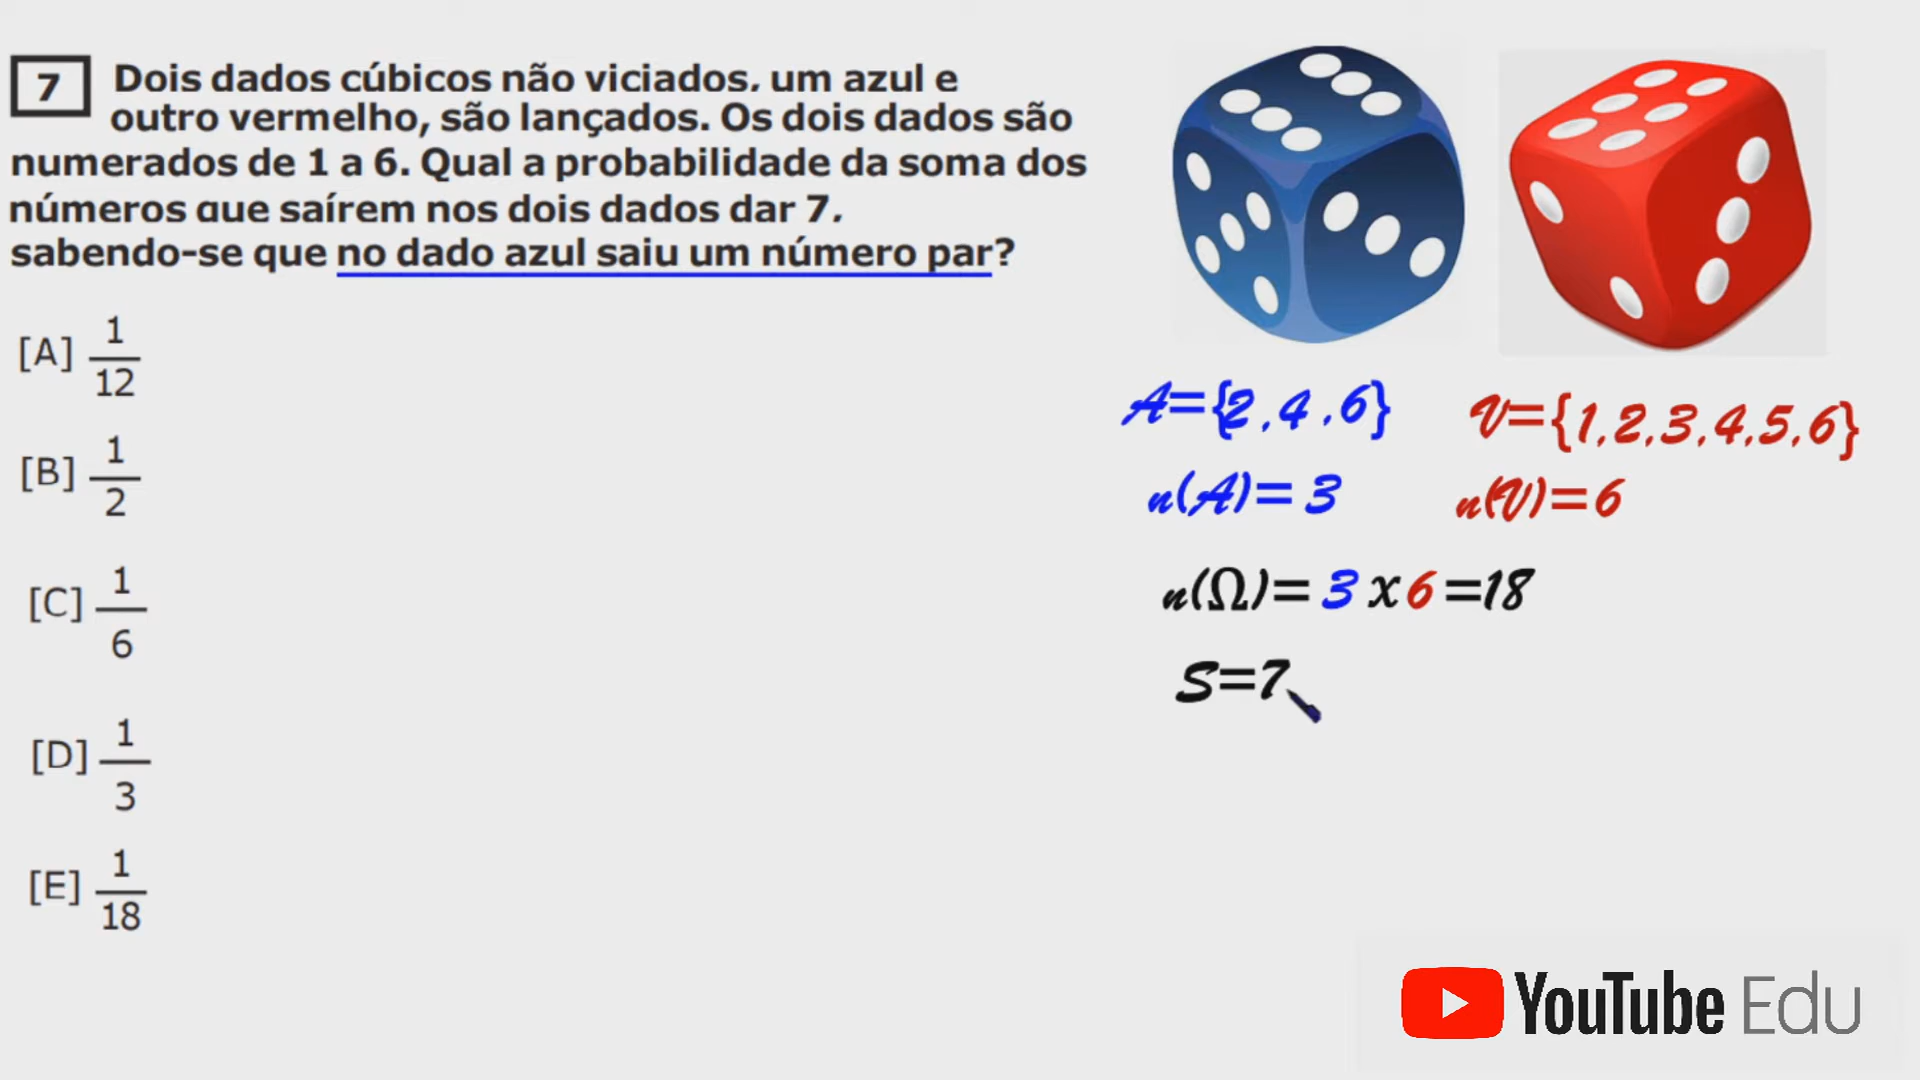 7 Dois dados cúbicos não viciados, um azul e
outro vermelho, são lançados. Os dois dados são
numerados de 1 a 6. Qual a probabilidade da soma dos
números que saírem nos dois dados dar 7,
sabendo-se que no dado azul saiu um número par?
[A] 1/12
[B] 1/2
[C] 1/6
[D] 1/3
[E] 1/18
A={2,4,6}
V={1,2,3,4,5,6}
n(A)=3
n(V)=6
n(Ω)=3x6=18
S=7
YouTube Edu